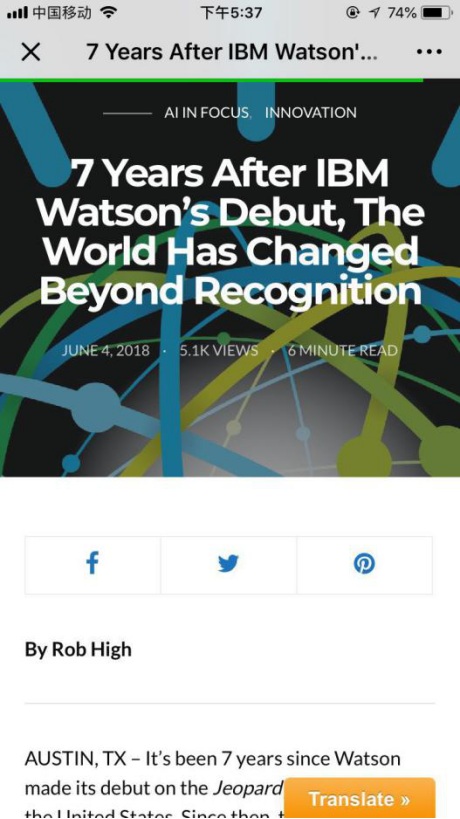 中国移动 下午5:37 74%
7 Years After IBM Watson'...
AI IN FOCUS, INNOVATION
7 Years After IBM
Watson's Debut, The
World Has Changed
Beyond Recognition
JUNE 4, 2018 · 5.1K VIEWS · 6 MINUTE READ
By Rob High
AUSTIN, TX – It's been 7 years since Watson
made its debut on the Jeopard
the United States. Since then, t
Translate »